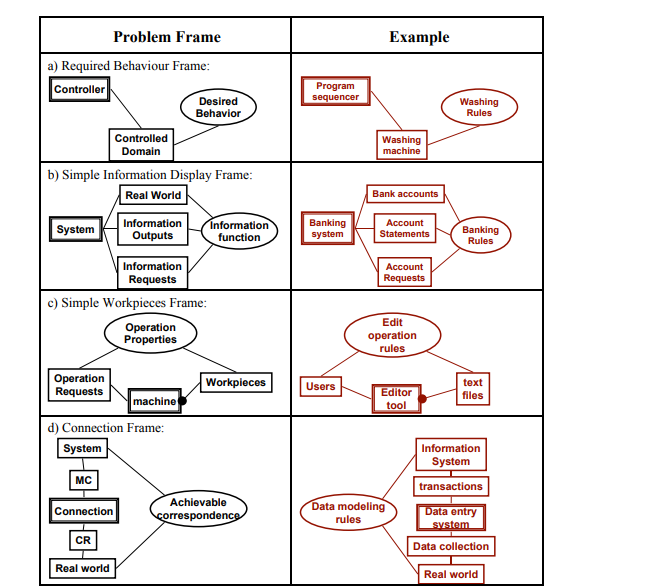 Problem Frame
Example
a) Required Behaviour Frame:
Controller
Desired
Behavior
Controlled
Domain
Program
sequencer
Washing
Rules
Washing
machine
b) Simple Information Display Frame:
Real World
System
Information
Outputs
Information
function
Information
Requests
Bank accounts
Banking
system
Account
Statements
Banking
Rules
Account
Requests
c) Simple Workpieces Frame:
Operation
Properties
Operation
Requests
Workpieces
machine
Edit
operation
rules
Users
Editor
tool
text
files
d) Connection Frame:
System
MC
Connection
Achievable
correspondence
CR
Real world
Information
System
transactions
Data modeling
rules
Data entry
system
Data collection
Real world